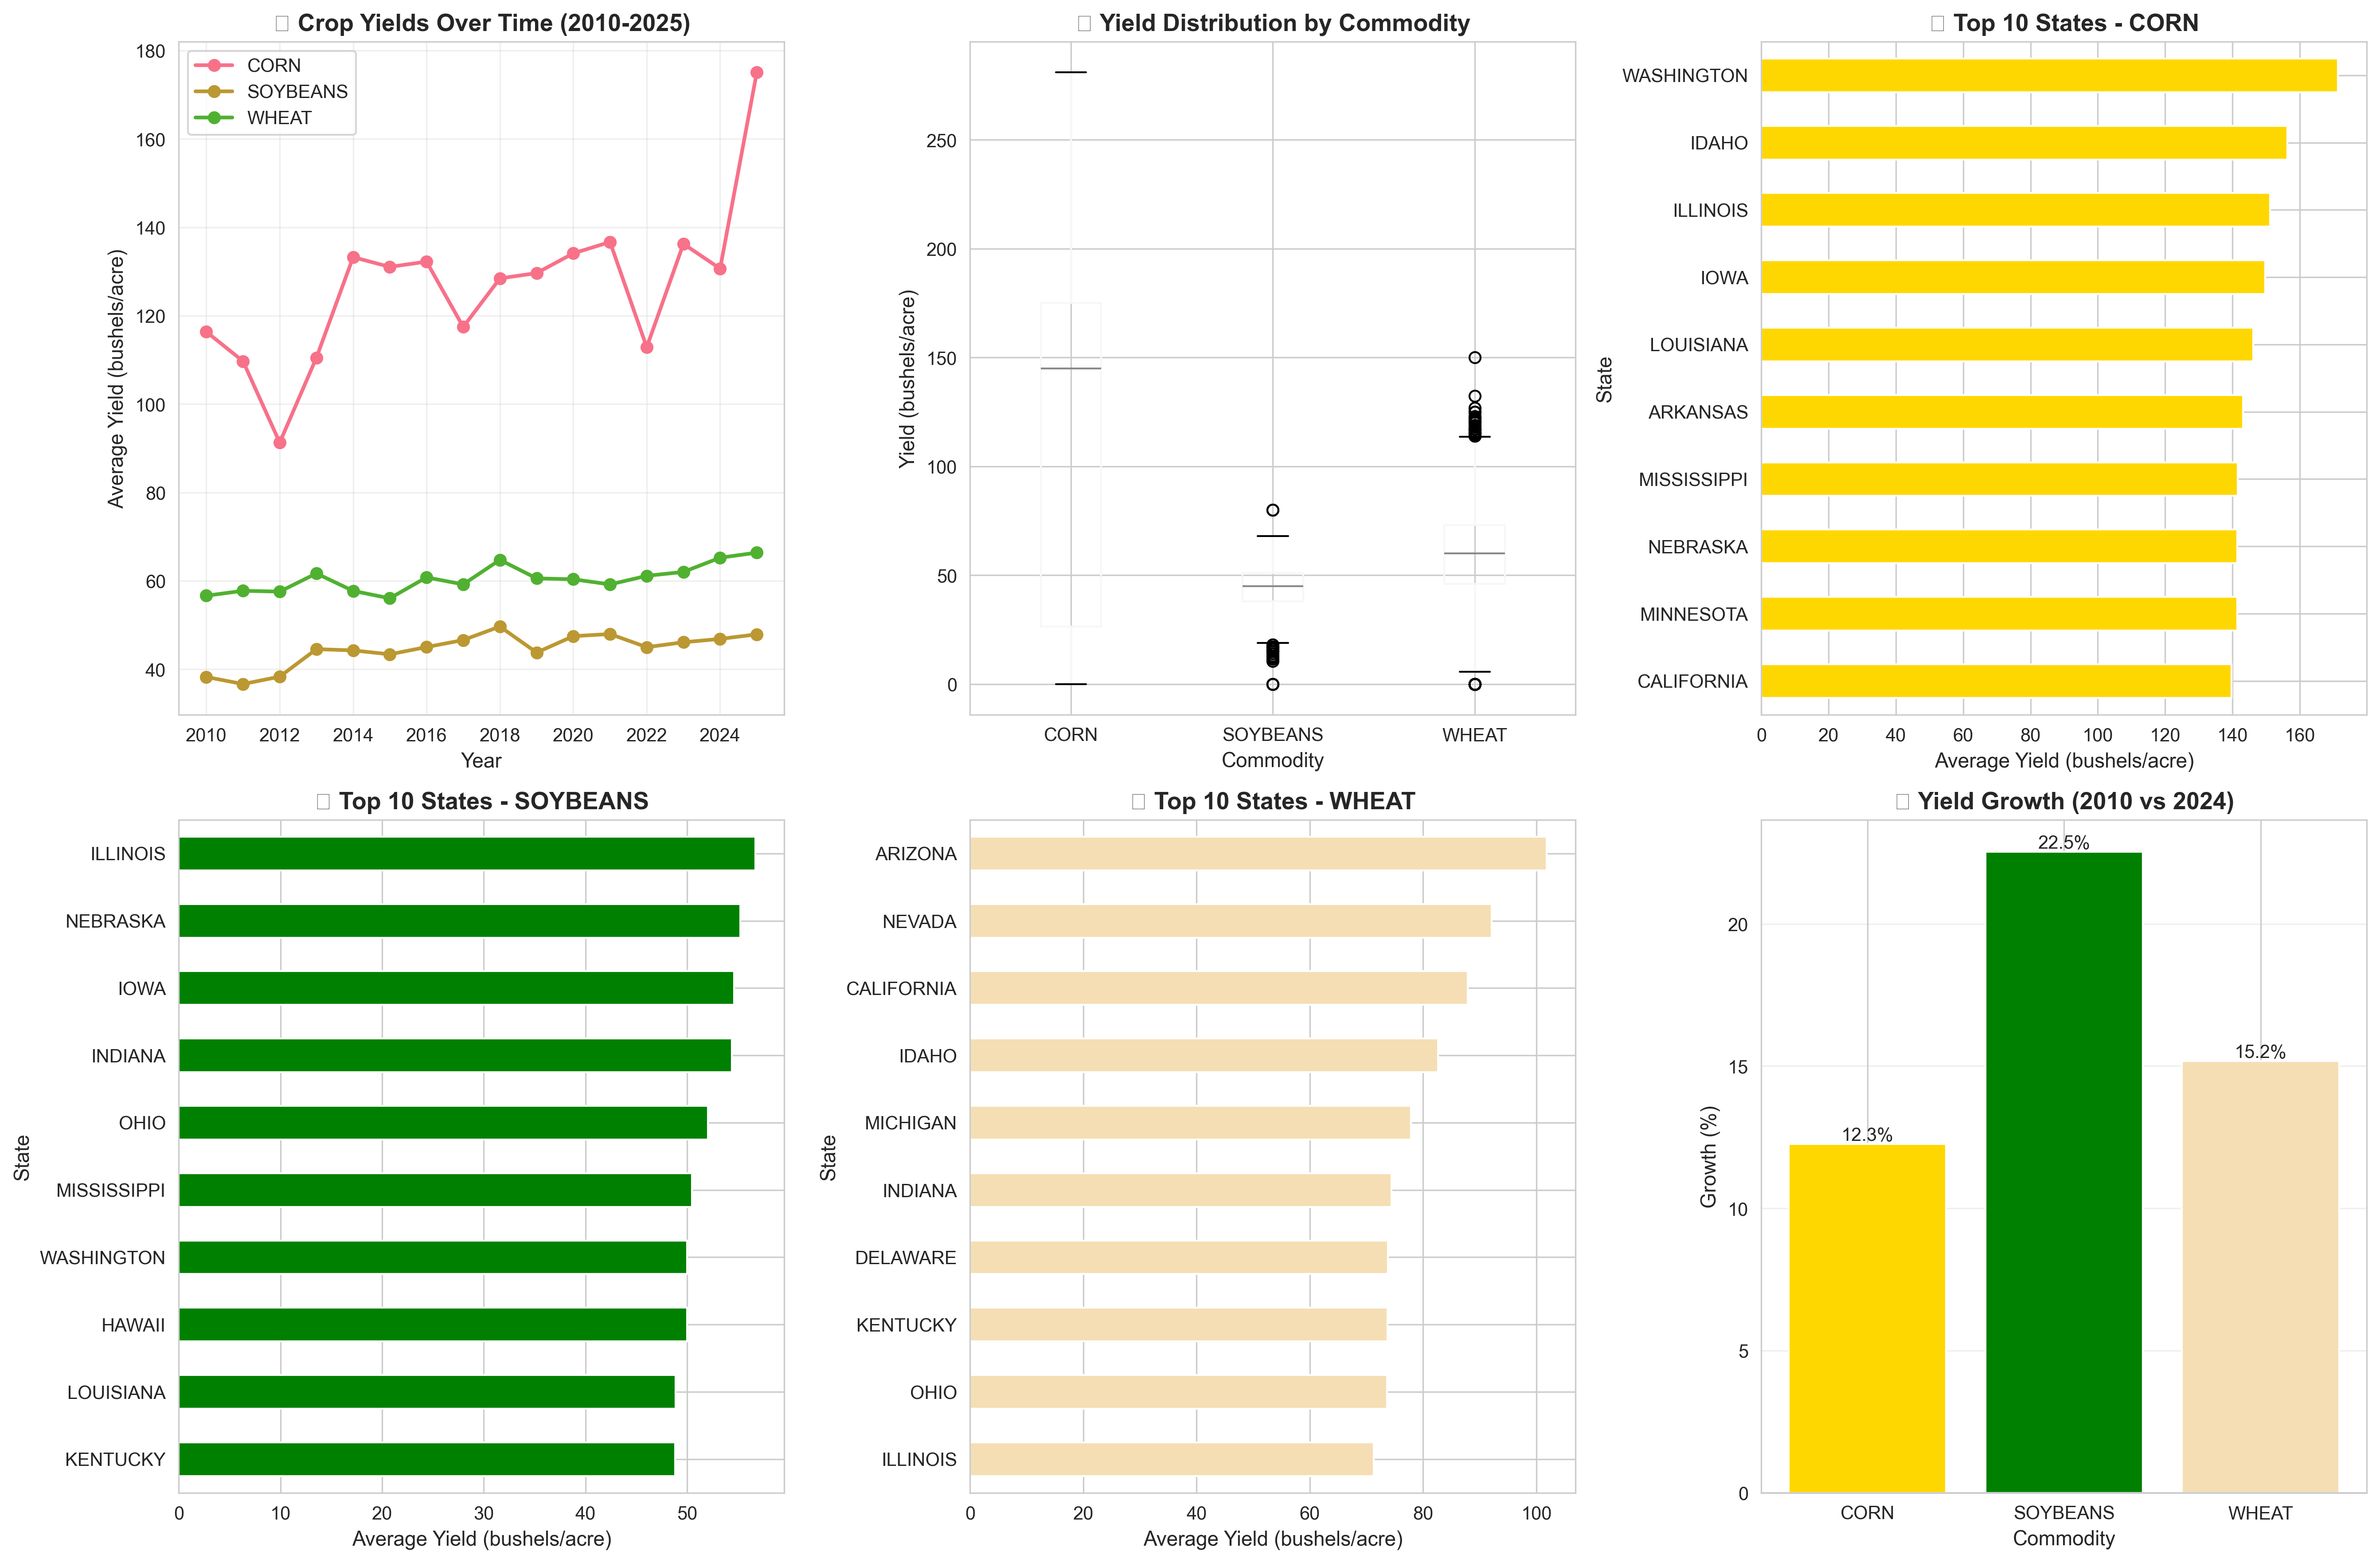 Crop Yields Over Time (2010-2025)
CORN
SOYBEANS
WHEAT
Average Yield (bushels/acre)
180
160
140
120
100
80
60
40
2010 2012 2014 2016 2018 2020 2022 2024
Year
Yield Distribution by Commodity
Yield (bushels/acre)
250
200
150
100
50
0
CORN SOYBEANS WHEAT
Commodity
Top 10 States - CORN
State
WASHINGTON
IDAHO
ILLINOIS
IOWA
LOUISIANA
ARKANSAS
MISSISSIPPI
NEBRASKA
MINNESOTA
CALIFORNIA
0 20 40 60 80 100 120 140 160
Average Yield (bushels/acre)
Top 10 States - SOYBEANS
State
ILLINOIS
NEBRASKA
IOWA
INDIANA
OHIO
MISSISSIPPI
WASHINGTON
HAWAII
LOUISIANA
KENTUCKY
0 10 20 30 40 50
Average Yield (bushels/acre)
Top 10 States - WHEAT
State
ARIZONA
NEVADA
CALIFORNIA
IDAHO
MICHIGAN
INDIANA
DELAWARE
KENTUCKY
OHIO
ILLINOIS
0 20 40 60 80 100
Average Yield (bushels/acre)
Yield Growth (2010 vs 2024)
Growth (%)
20
15
10
5
0
12.3%
22.5%
15.2%
CORN SOYBEANS WHEAT
Commodity